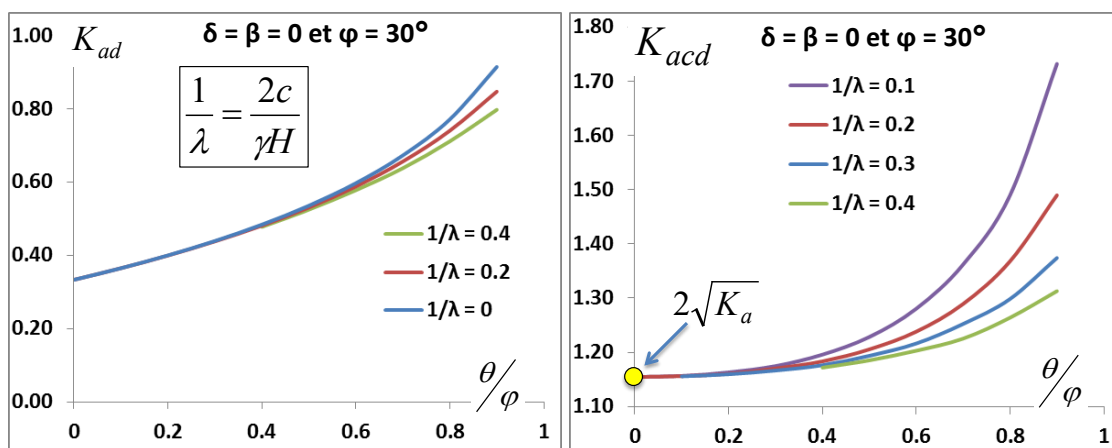 δ = β = 0 et φ = 30°
K_ad
1/λ = 2c/γH
1.00
0.80
0.60
0.40
0.20
0.00
1/λ = 0.4
1/λ = 0.2
1/λ = 0
θ/φ
0 0.2 0.4 0.6 0.8 1
δ = β = 0 et φ = 30°
K_acd
1.80
1.70
1.60
1.50
1.40
1.30
1.20
1.10
1/λ = 0.1
1/λ = 0.2
1/λ = 0.3
1/λ = 0.4
2√K_a
θ/φ
0 0.2 0.4 0.6 0.8 1